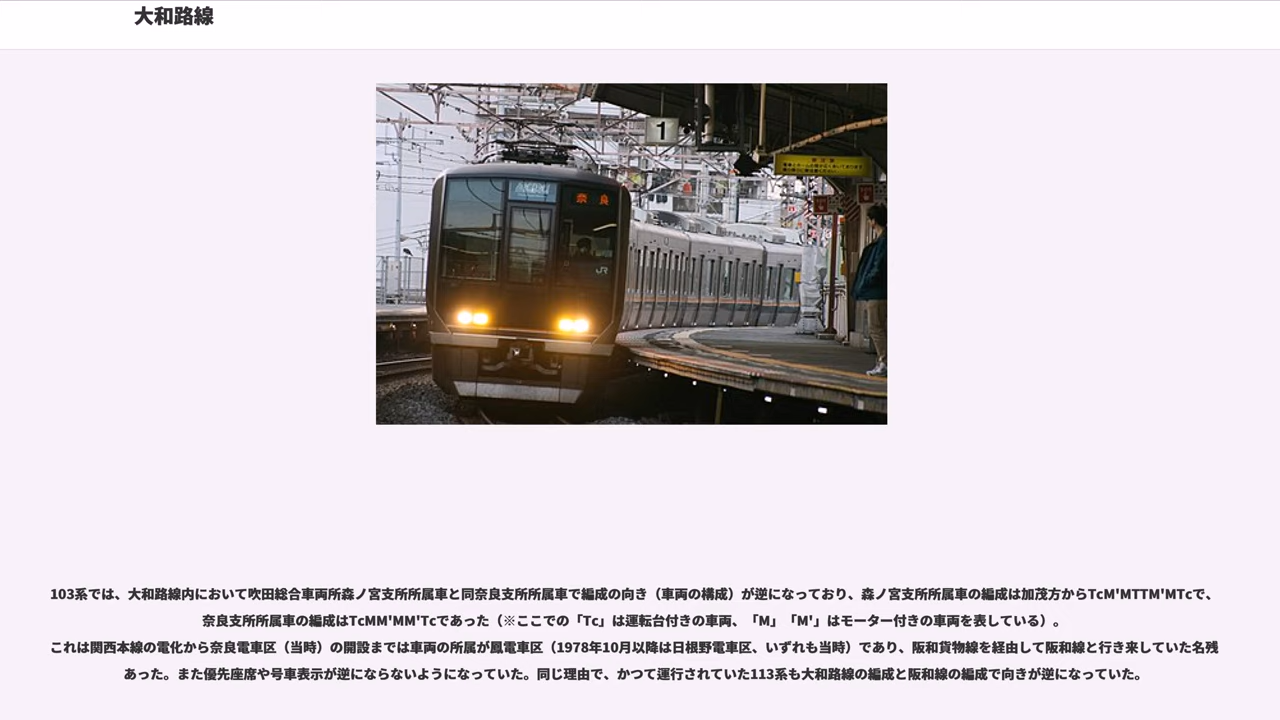 大和路線
1
奈良
JR
103系では、大和路線内において吹田総合車両所森ノ宮支所所属車と同奈良支所所属車で編成の向き（車両の構成）が逆になっており、森ノ宮支所所属車の編成は加茂方からTcM'MTTM'MTcで、
奈良支所所属車の編成はTcMM'MM'Tcであった（※ここでの「Tc」は運転台付きの車両、「M」「M'」はモーター付きの車両を表している）。
これは関西本線の電化から奈良電車区（当時）の開設までは車両の所属が鳳電車区（1978年10月以降は日根野電車区、いずれも当時）であり、阪和貨物線を経由して阪和線と行き来していた名残
あった。また優先座席や号車表示が逆にならないようになっていた。同じ理由で、かつて運行されていた113系も大和路線の編成と阪和線の編成で向きが逆になっていた。